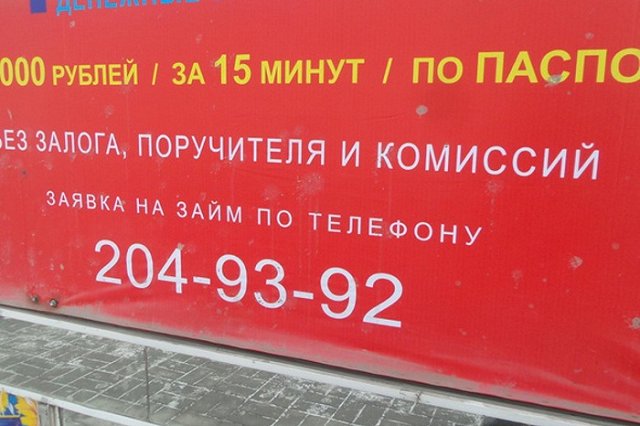 ДЕНЕЖНЫЕ
000 РУБЛЕЙ / ЗА 15 МИНУТ / ПО ПАСПО
БЕЗ ЗАЛОГА, ПОРУЧИТЕЛЯ И КОМИССИЙ
ЗАЯВКА НА ЗАЙМ ПО ТЕЛЕФОНУ
204-93-92